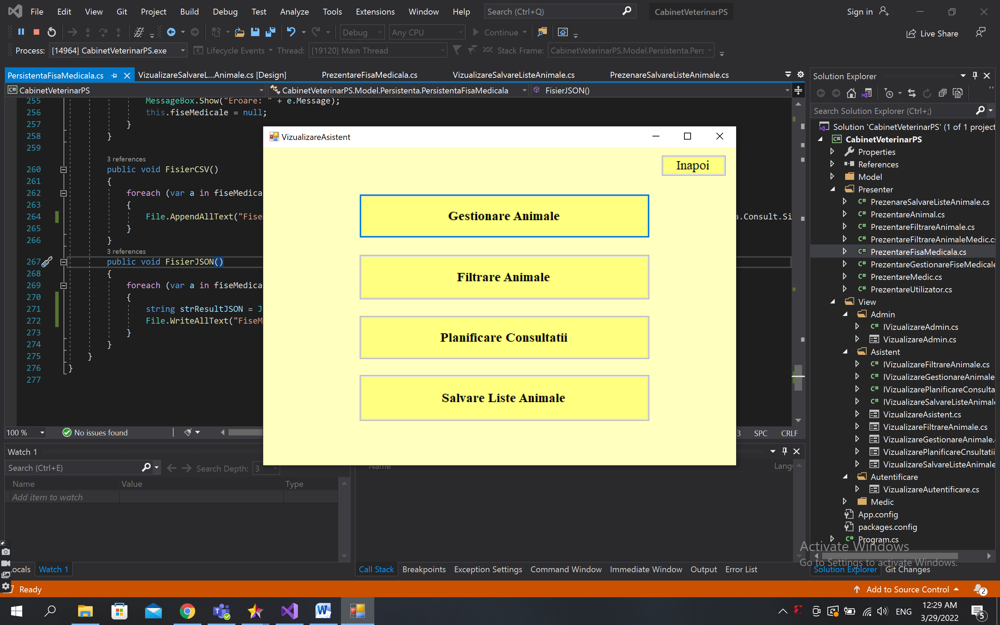 File Edit View Git Project Build Debug Test Analyze Tools Extensions Window Help Search (Ctrl+Q) CabinetVeterinarPS Sign in
Debug Any CPU Continue Live Share
Process: [14964] CabinetVeterinarPS.exe Lifecycle Events Thread: [19120] Main Thread Stack Frame: CabinetVeterinarPS.Model.Persistenta.Pers
PersistentaFisaMedicala.cs VizualizareSalvareL...Animale.cs [Design] PrezentareFisaMedicala.cs VizualizareSalvareListeAnimale.cs PrezenareSalvareListeAnimale.cs
C# CabinetVeterinarPS CabinetVeterinarPS.Model.Persistenta.PersistentaFisaMedicala FisierJSON()
255 MessageBox.Show("Eroare: " + e.Message);
256 this.fiseMedicale = null;
257 }
258 }
259
3 references
260 public void FisierCSV()
261 {
262 foreach (var a in fiseMedica
263 {
264 File.AppendAllText("Fise a.Consult.Si
265 }
266 }
3 references
267 public void FisierJSON()
268 {
269 foreach (var a in fiseMedica
270 {
271 string strResultJSON = J
272 File.WriteAllText("FiseM
273 }
274 }
275 }
276 }
277
100 % No issues found 3 SPC CRLF
VizualizareAsistent
Inapoi
Gestionare Animale
Filtrare Animale
Planificare Consultatii
Salvare Liste Animale
Watch 1
Search (Ctrl+E) Search Depth: 3
Name Value Type
Add item to watch
Name Langu
ocals Watch 1
Call Stack Breakpoints Exception Settings Command Window Immediate Window Output Error List
Solution Explorer
Search Solution Explorer (Ctrl+;)
Solution 'CabinetVeterinarPS' (1 of 1 project
C# CabinetVeterinarPS
Properties
References
Model
Presenter
C# PrezenareSalvareListeAnimale.cs
C# PrezentareAnimal.cs
C# PrezentareFiltrareAnimale.cs
C# PrezentareFiltrareAnimaleMedic.cs
C# PrezentareFisaMedicala.cs
C# PrezentareGestionareFiseMedicale
C# PrezentareMedic.cs
C# PrezentareUtilizator.cs
View
Admin
C# IVizualizareAdmin.cs
VizualizareAdmin.cs
Asistent
C# IVizualizareFiltrareAnimale.cs
C# IVizualizareGestionareAnimale
C# IVizualizarePlanificareConsulta
C# IVizualizareSalvareListeAnimale
VizualizareAsistent.cs
VizualizareFiltrareAnimale.cs
VizualizareGestionareAnimale.
VizualizarePlanificareCnsultatii
VizualizareSalvareListeAnimale
Autentificare
VizualizareAutentificare.cs
Medic
App.config
packages.config
C# Program.cs
Activate Windows
Go to Settings to activate Windows.
Solution Explorer Git Changes
Ready Add to Source Control 2
ENG 12:29 AM
3/29/2022 5